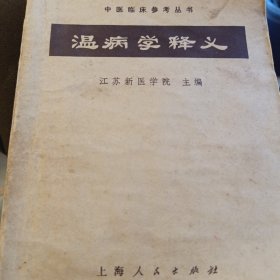 中医临床参考丛书
温病学释义
江苏新医学院 主编
上海人民出版社